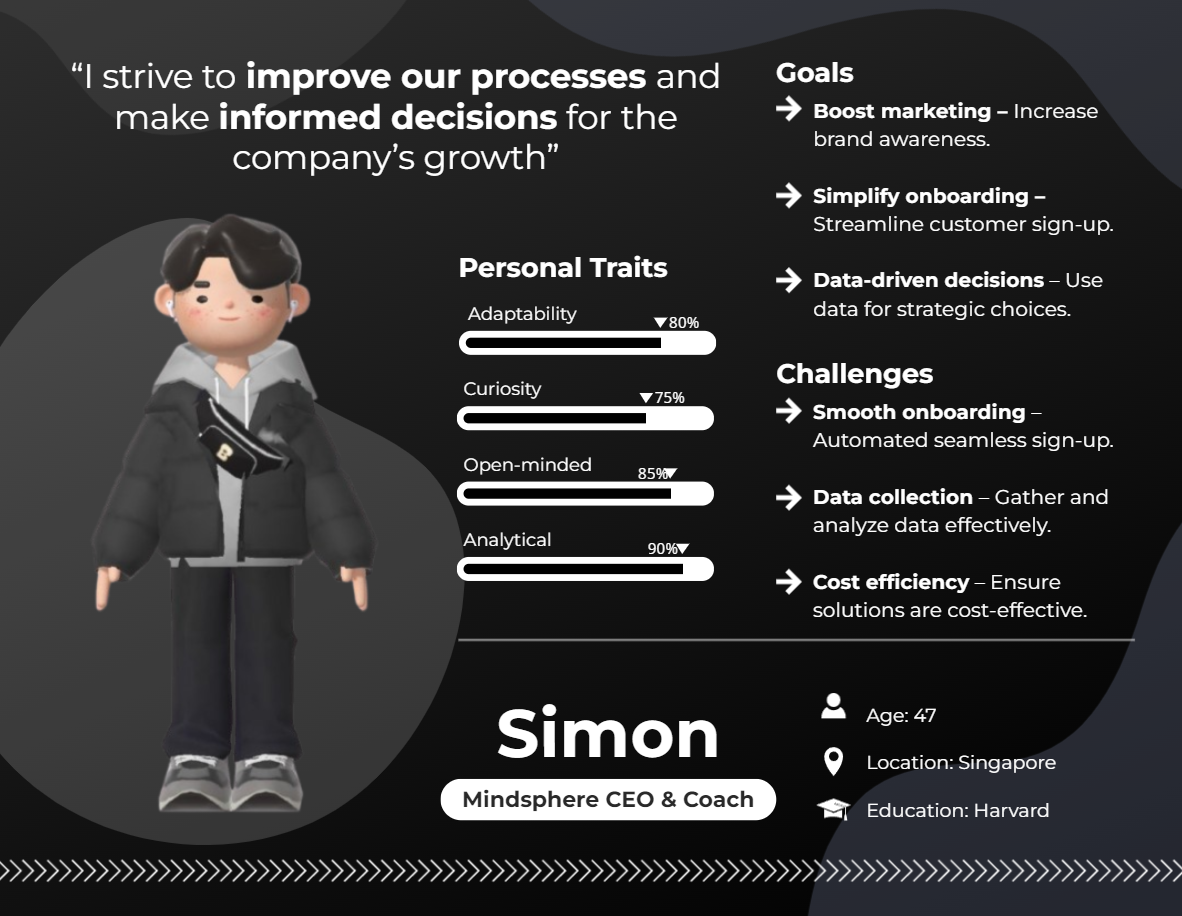 “I strive to improve our processes and
make informed decisions for the
company’s growth”
Personal Traits
Adaptability
80%
Curiosity
75%
Open-minded
85%
Analytical
90%
Goals
Boost marketing – Increase
brand awareness.
Simplify onboarding –
Streamline customer sign-up.
Data-driven decisions – Use
data for strategic choices.
Challenges
Smooth onboarding –
Automated seamless sign-up.
Data collection – Gather and
analyze data effectively.
Cost efficiency – Ensure
solutions are cost-effective.
Simon
Mindsphere CEO & Coach
Age: 47
Location: Singapore
Education: Harvard